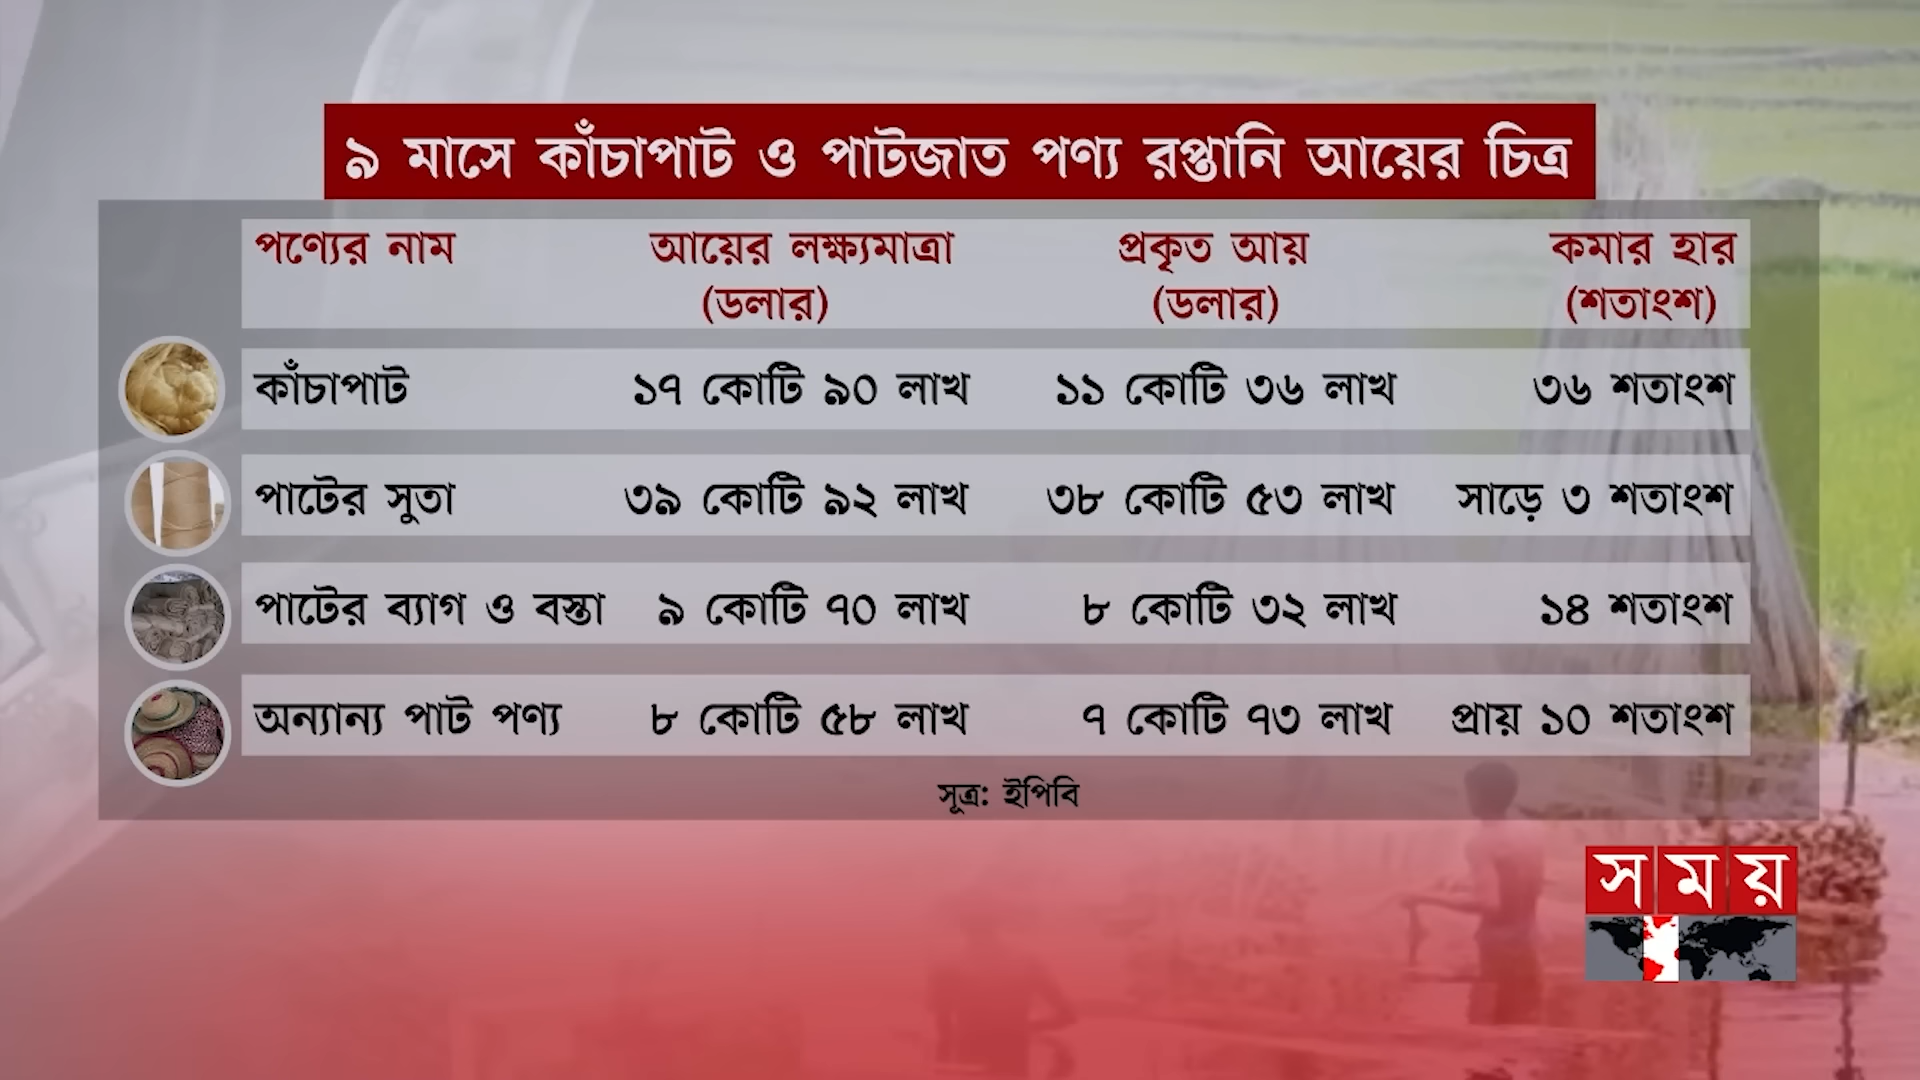 ৯ মাসে কাঁচাপাট ও পাটজাত পণ্য রপ্তানি আয়ের চিত্র
পণ্যের নাম আয়ের লক্ষ্যমাত্রা (ডলার) প্রকৃত আয় (ডলার) কমার হার (শতাংশ)
কাঁচাপাট ১৭ কোটি ৯০ লাখ ১১ কোটি ৩৬ লাখ ৩৬ শতাংশ
পাটের সুতা ৩৯ কোটি ৯২ লাখ ৩৮ কোটি ৫৩ লাখ সাড়ে ৩ শতাংশ
পাটের ব্যাগ ও বস্তা ৯ কোটি ৭০ লাখ ৮ কোটি ৩২ লাখ ১৪ শতাংশ
অন্যান্য পাট পণ্য ৮ কোটি ৫৮ লাখ ৭ কোটি ৭৩ লাখ প্রায় ১০ শতাংশ
সূত্র: ইপিবি
সময়